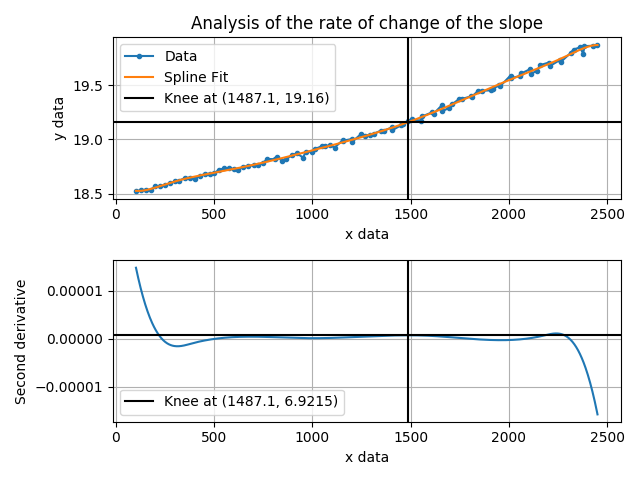 Analysis of the rate of change of the slope
Data
Spline Fit
Knee at (1487.1, 19.16)
y data
19.5
19.0
18.5
0 500 1000 1500 2000 2500
x data
Second derivative
0.00001
0.00000
−0.00001
Knee at (1487.1, 6.9215)
0 500 1000 1500 2000 2500
x data